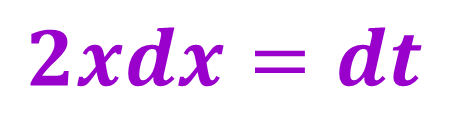 2xdx = dt